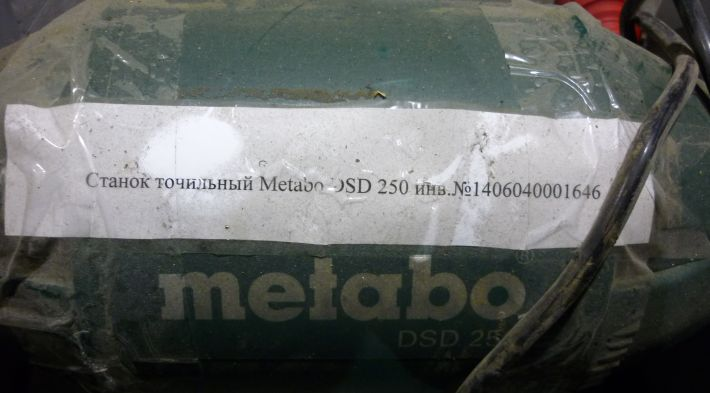 Станок точильный Metabo DSD 250 инв.№1406040001646
metabo®
DSD 25